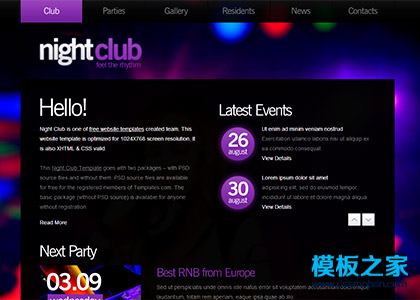 Club
Parties
Gallery
Residents
News
Contacts
nightclub
feel the rhythm
Hello!
Night Club is one of free website templates created team. This
website template is optimized for 1024X768 screen resolution. It
is also XHTML & CSS valid.
This Night Club Template goes with two packages – with PSD
source files and without them. PSD source files are available
for free for the registered members of Templates.com. The
basic package (without PSD source) is available for anyone
without registration.
Read More
Latest Events
26
august
Ut enim ad minim veniam nostrud
Exercitation ullamco laboris nisi ut aliquip ex
ea commodo consequat.
View Details
30
august
Lorem ipsum dolor sit amet
adipisicing elit, sed do eiusmod tempor
incididunt ut labore et dolore magna aliqua.
View Details
Next Party
03.09
wednesday
Best RNB from Europe
Sed ut perspiciatis unde omnis iste natus error sit voluptatem accusantium
doloremque laudantium, totam rem aperiam, eaque ipsa quae ab illo
模板之家